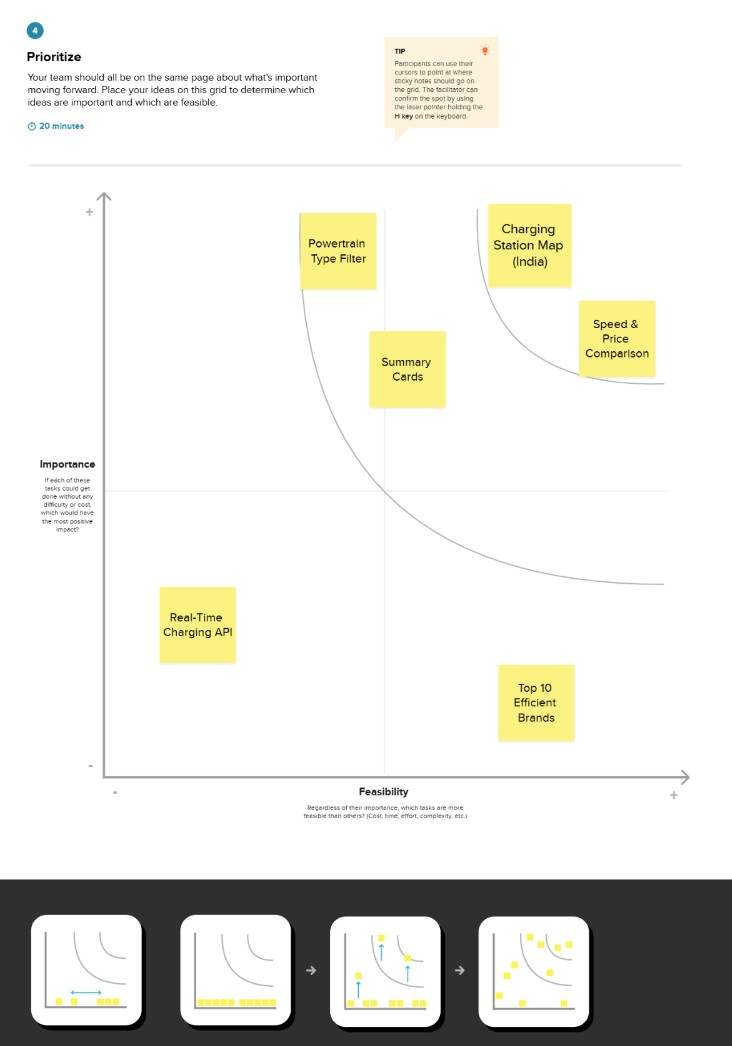 4
Prioritize
Your team should all be on the same page about what's important
moving forward. Place your ideas on this grid to determine which
ideas are important and which are feasible.
20 minutes
TIP
Participants can use their
cursors to point at where
sticky notes should go on
the grid. The facilitator can
confirm the spot by using
the laser pointer holding the
H key on the keyboard.
+
Powertrain
Type Filter
Charging
Station Map
(India)
Speed &
Price
Comparison
Summary
Cards
Importance
If each of these
tasks could get
done without any
difficulty or cost,
which would have
the most positive
impact?
Real-Time
Charging API
Top 10
Efficient
Brands
-
-
Feasibility
+
Regardless of their importance, which tasks are more
feasible than others? (Cost, time, effort, complexity, etc.)